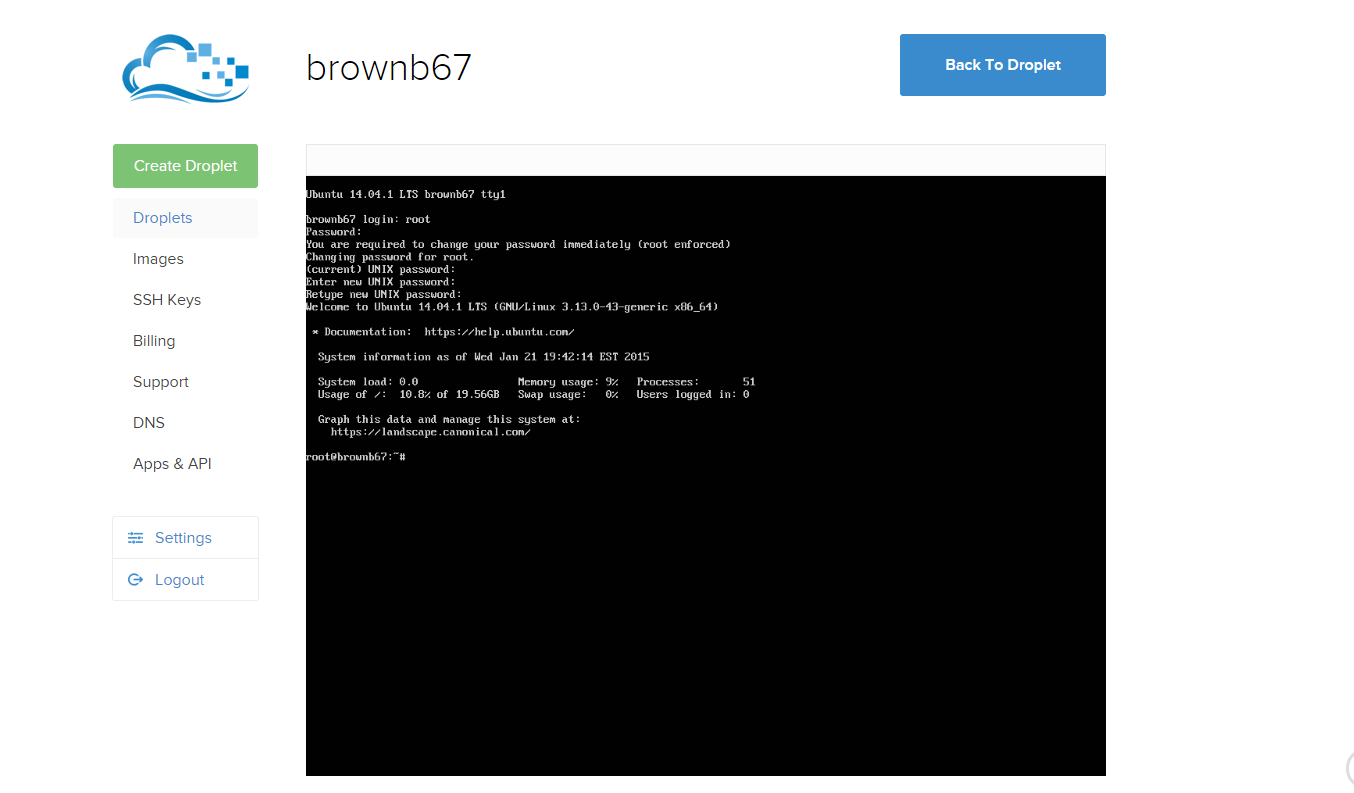 brownb67
Back To Droplet
Create Droplet
Droplets
Images
SSH Keys
Billing
Support
DNS
Apps & API
Settings
Logout
Ubuntu 14.04.1 LTS brownb67 tty1
brownb67 login: root
Password:
You are required to change your password immediately (root enforced)
Changing password for root.
(current) UNIX password:
Enter new UNIX password:
Retype new UNIX password:
Welcome to Ubuntu 14.04.1 LTS (GNU/Linux 3.13.0-43-generic x86_64)
* Documentation:  https://help.ubuntu.com/
System information as of Wed Jan 21 19:42:14 EST 2015
System load: 0.0 Memory usage: 9% Processes: 51
Usage of /: 10.8% of 19.56GB Swap usage: 0% Users logged in: 0
Graph this data and manage this system at:
https://landscape.canonical.com/
root@brownb67:~#